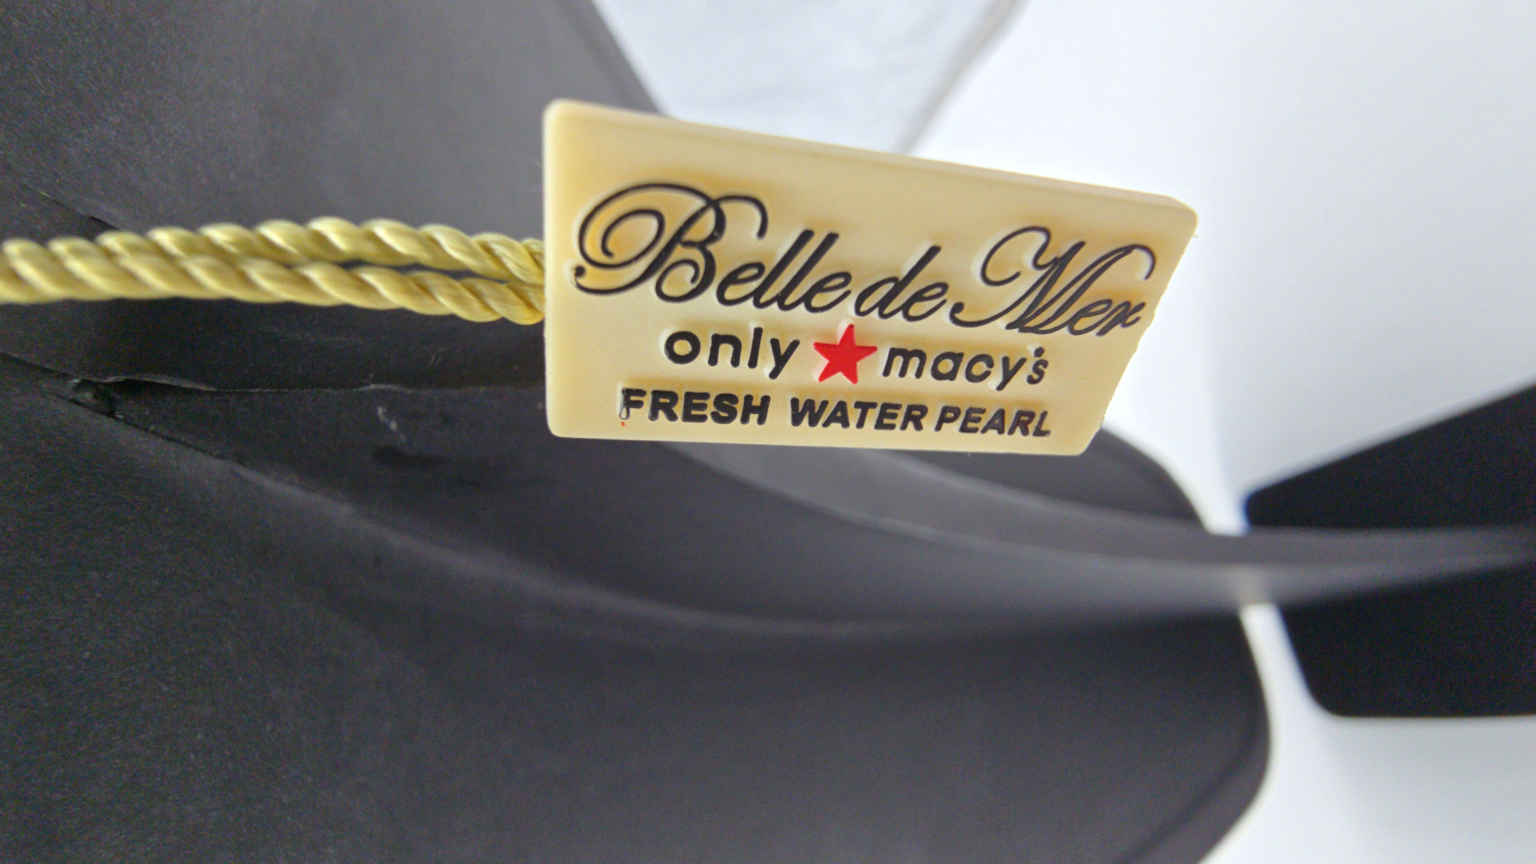 Belle de Mer
only ★ macy's
FRESH WATER PEARL